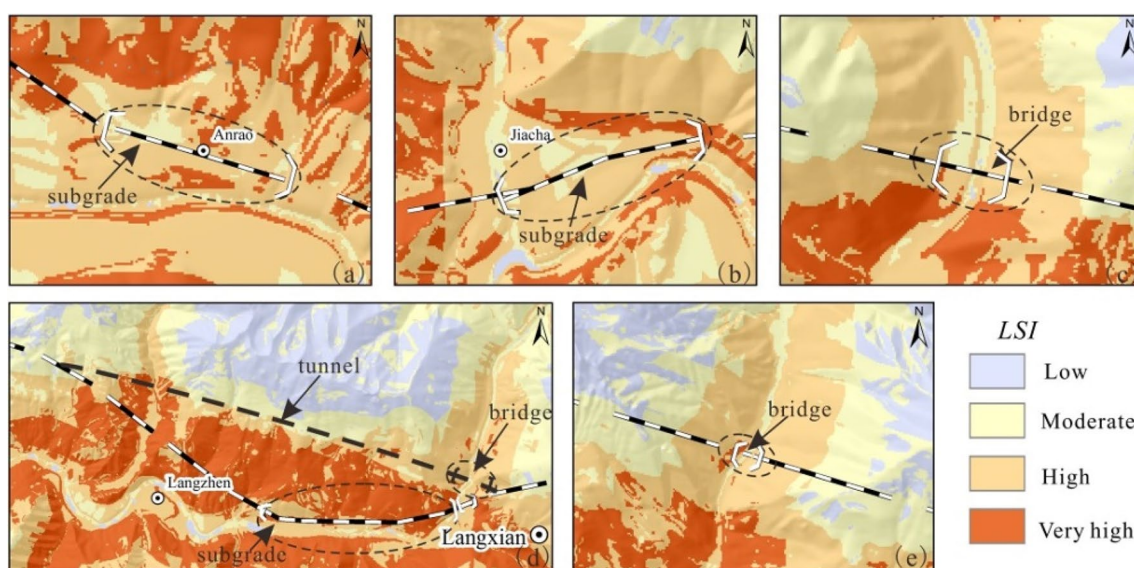 N
Anrao
subgrade
(a)
N
Jiacha
subgrade
(b)
N
bridge
(c)
N
tunnel
bridge
Langzhen
subgrade
Langxian
(d)
N
bridge
(e)
LSI
Low
Moderate
High
Very high